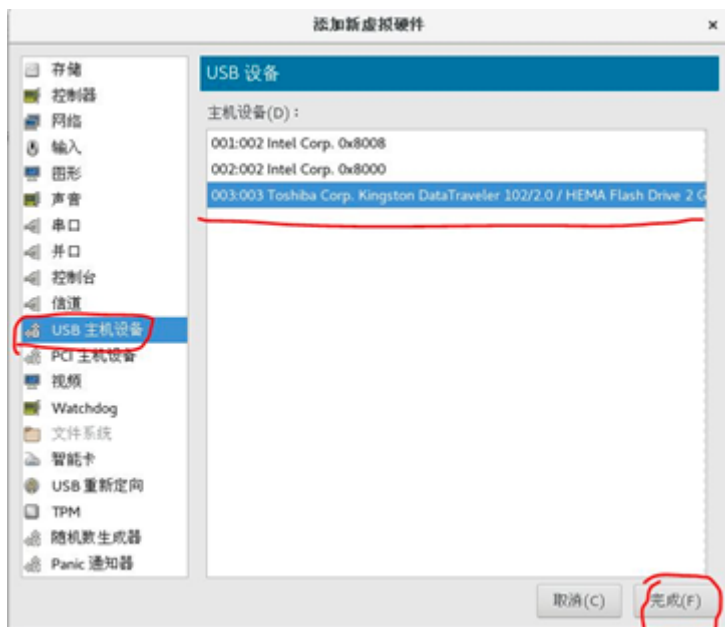 添加新虚拟硬件
×
存储
控制器
网络
输入
图形
声音
串口
并口
控制台
信道
USB 主机设备
PCI 主机设备
视频
Watchdog
文件系统
智能卡
USB 重新定向
TPM
随机数生成器
Panic 通知器
USB 设备
主机设备(D)：
001:002 Intel Corp. 0x8008
002:002 Intel Corp. 0x8000
003:003 Toshiba Corp. Kingston DataTraveler 102/2.0 / HEMA Flash Drive 2 G
取消(C)
完成(F)